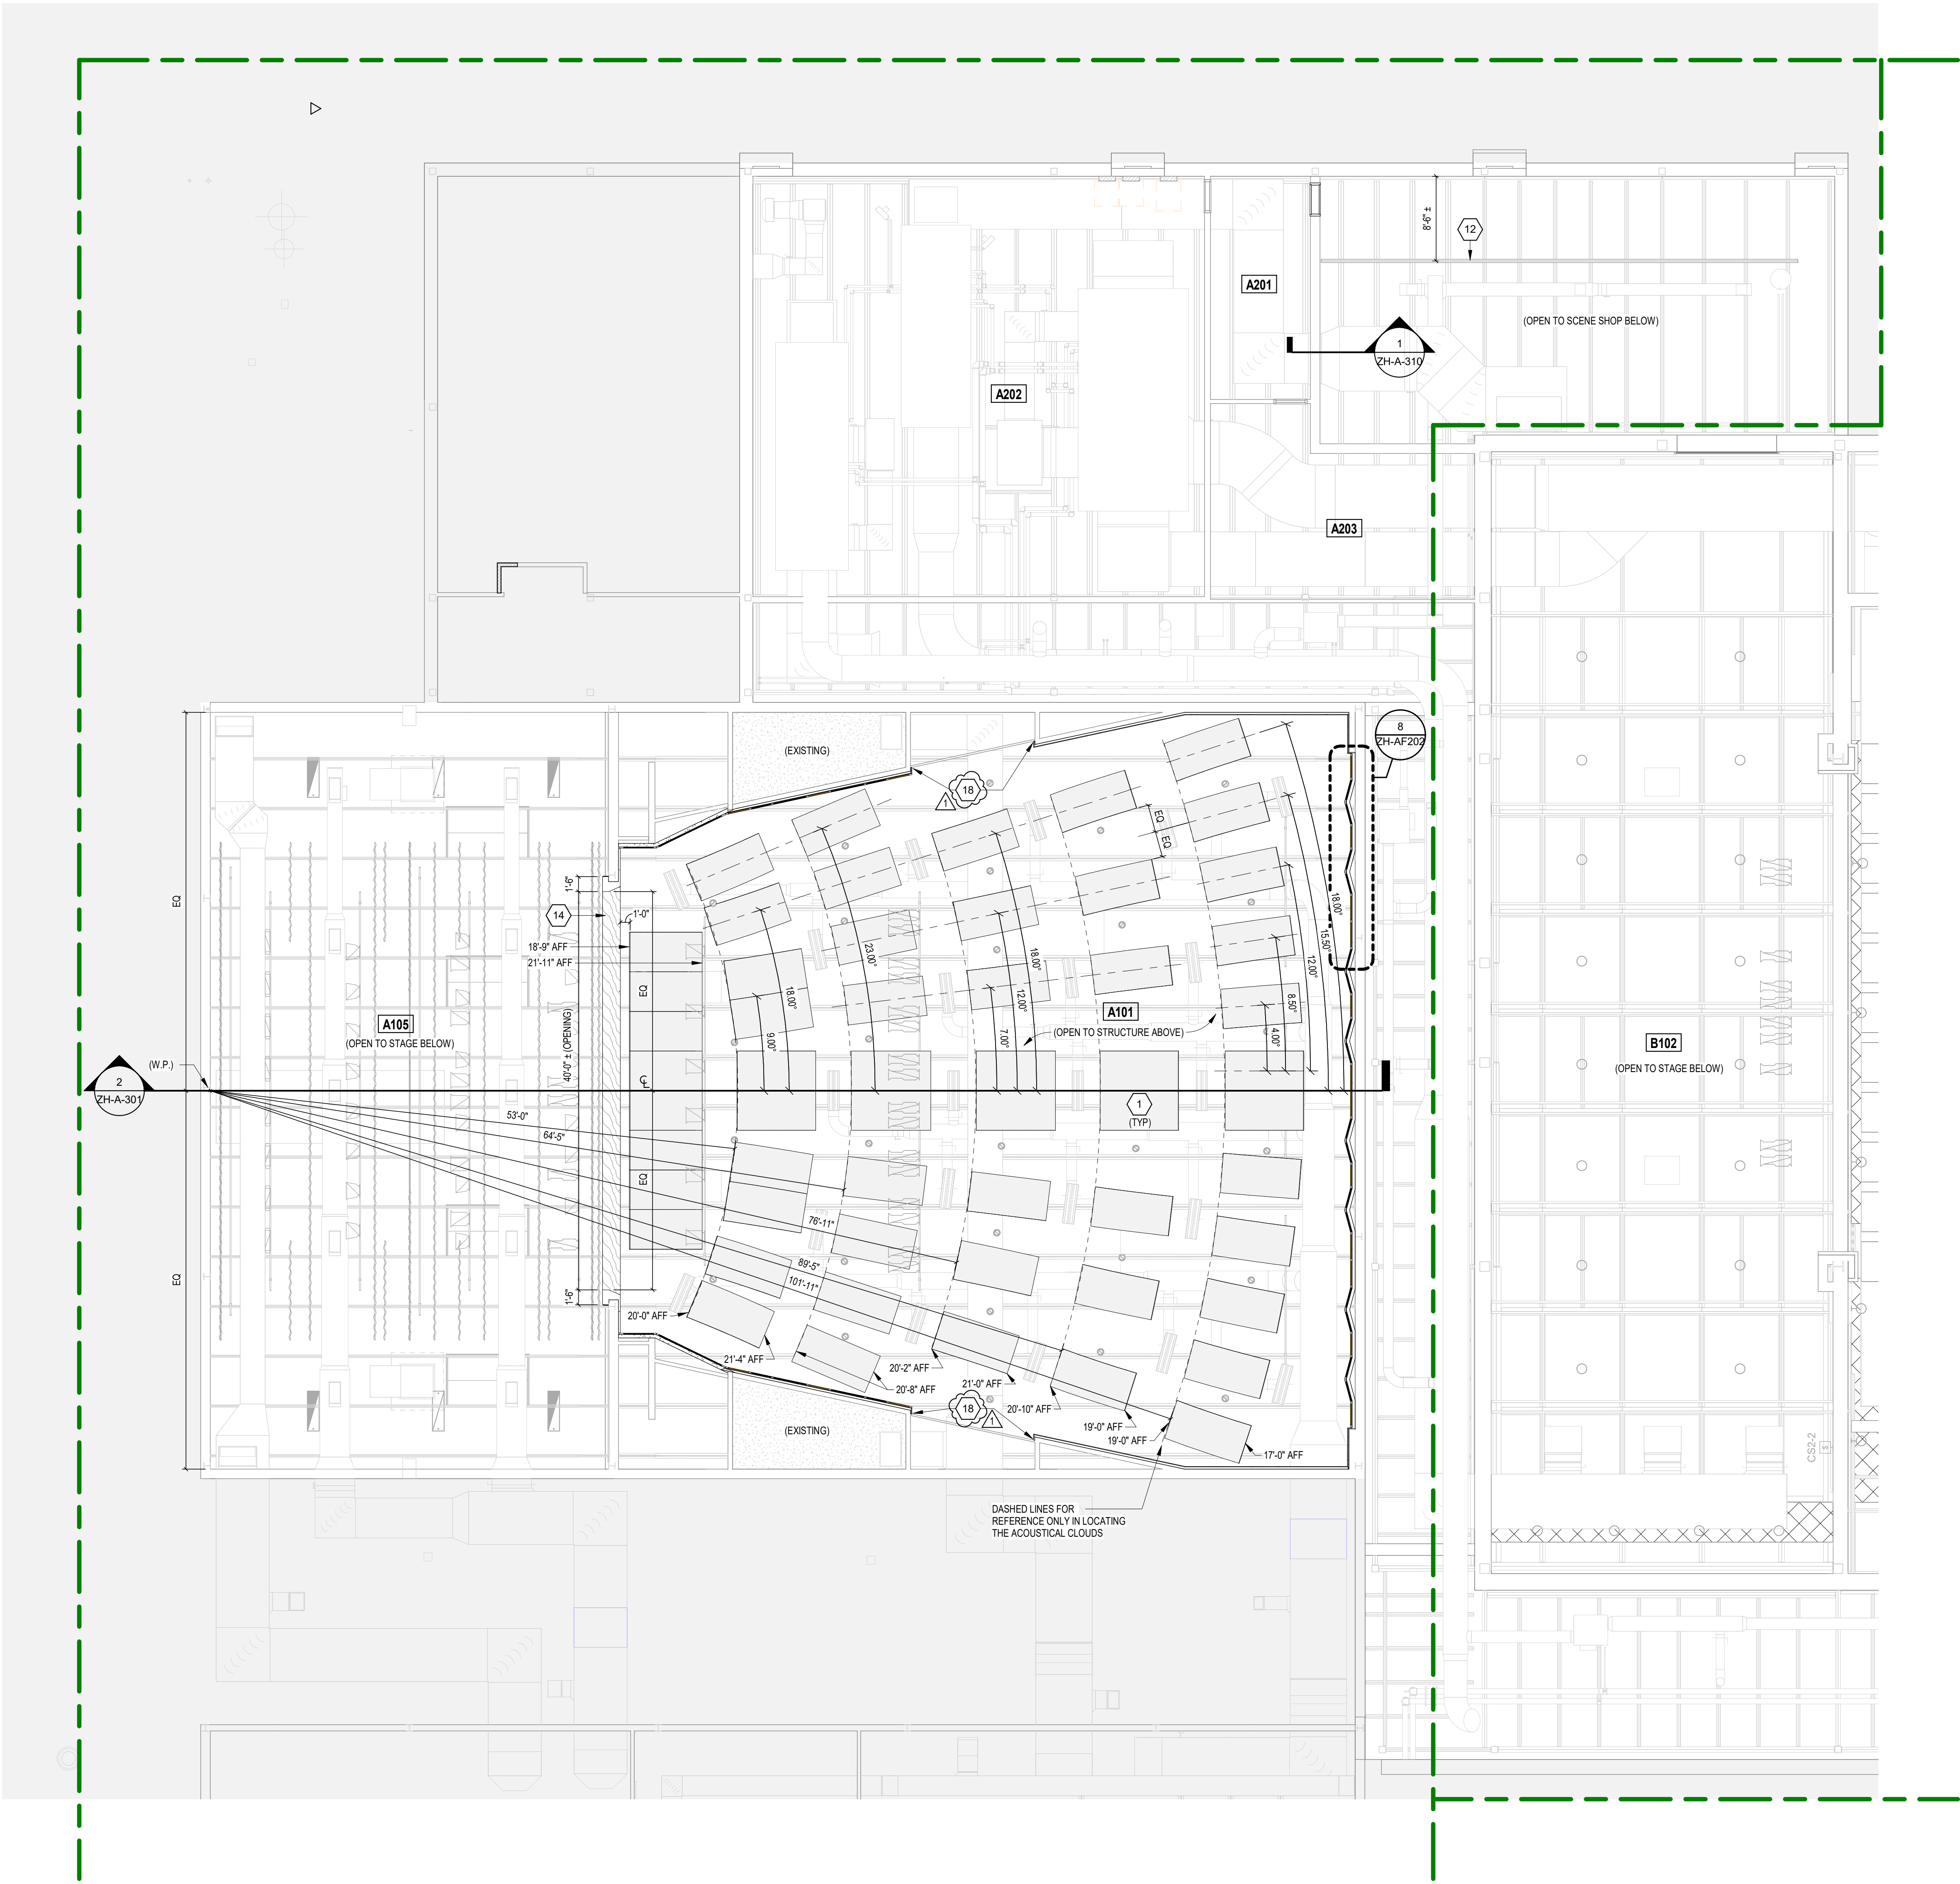 8'-6" ±
12
A201
(OPEN TO SCENE SHOP BELOW)
1
ZH-A-310
A202
A203
8
ZH-AF202
(EXISTING)
18
1
EQ
EQ
EQ
1'-6"
14
1'-0"
18'-9" AFF
21'-11" AFF
EQ
40'-0" ± (OPENING)
A105
(OPEN TO STAGE BELOW)
9.00°
18.00°
23.00°
7.00°
12.00°
18.00°
4.00°
8.50°
12.00°
15.50°
18.00°
A101
(OPEN TO STRUCTURE ABOVE)
B102
(OPEN TO STAGE BELOW)
(W.P.)
2
ZH-A-301
CL
1
(TYP)
53'-0"
64'-5"
76'-11"
89'-5"
101'-11"
EQ
EQ
1'-6"
20'-0" AFF
21'-4" AFF
20'-8" AFF
20'-2" AFF
21'-0" AFF
20'-10" AFF
19'-0" AFF
19'-0" AFF
17'-0" AFF
18
1
(EXISTING)
CS2-2
S
DASHED LINES FOR
REFERENCE ONLY IN LOCATING
THE ACOUSTICAL CLOUDS